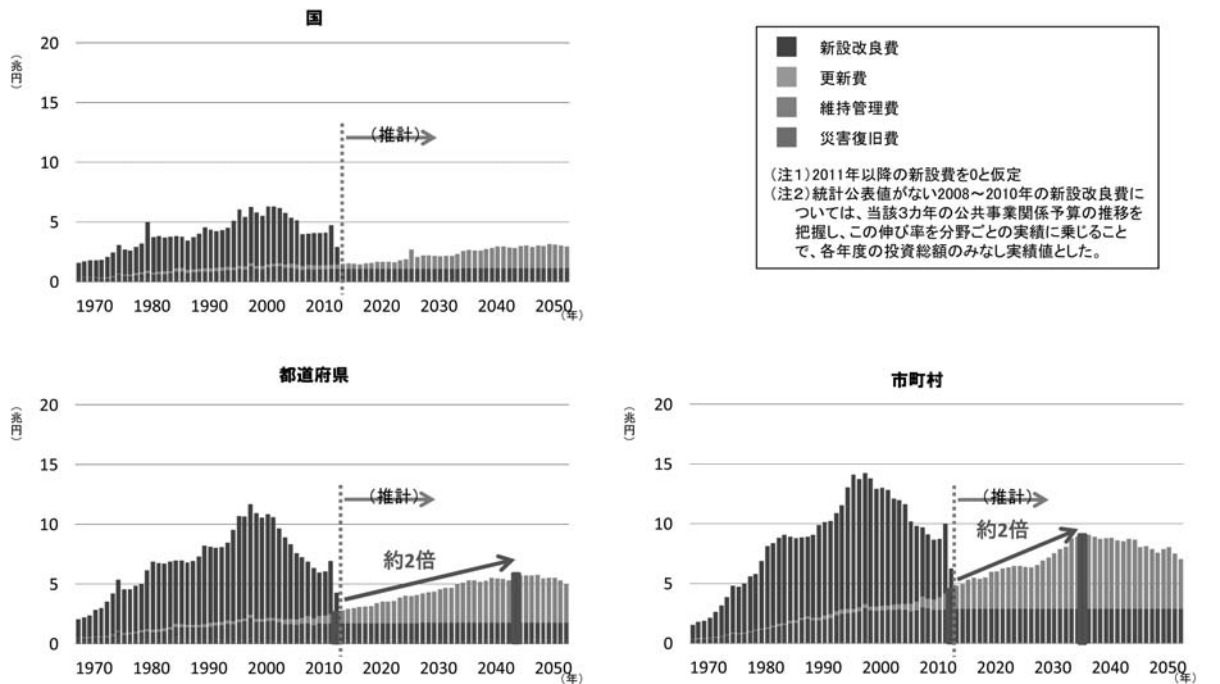 国
(兆円)
20
15
10
5
0
(推計)
1970 1980 1990 2000 2010 2020 2030 2040 2050
(年)
新設改良費
更新費
維持管理費
災害復旧費
(注1)2011年以降の新設費を0と仮定
(注2)統計公表値がない2008~2010年の新設改良費に
ついては、当該3カ年の公共事業関係予算の推移を
把握し、この伸び率を分野ごとの実績に乗じること
で、各年度の投資総額のみなし実績値とした。
都道府県
(兆円)
20
15
10
5
0
(推計)
約2倍
1970 1980 1990 2000 2010 2020 2030 2040 2050
(年)
市町村
(兆円)
20
15
10
5
0
(推計)
約2倍
1970 1980 1990 2000 2010 2020 2030 2040 2050
(年)